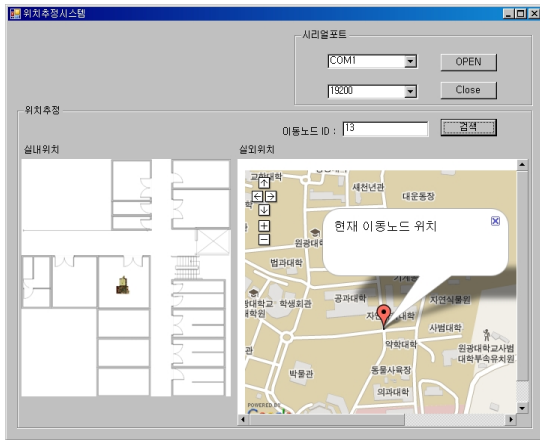 위치추정시스템
시리얼포트
COM1
OPEN
19200
Close
위치추정
이동노드 ID :
13
검색
실내위치
실외위치
새천년관
대운동장
현재 이동노드 위치
원광대
법과대학
학생회관
공과대학
자연식물원
사범대학
약학대학
원광대학교사범
대학부속유치원
박물관
동물사육장
의과대학
POWERED BY